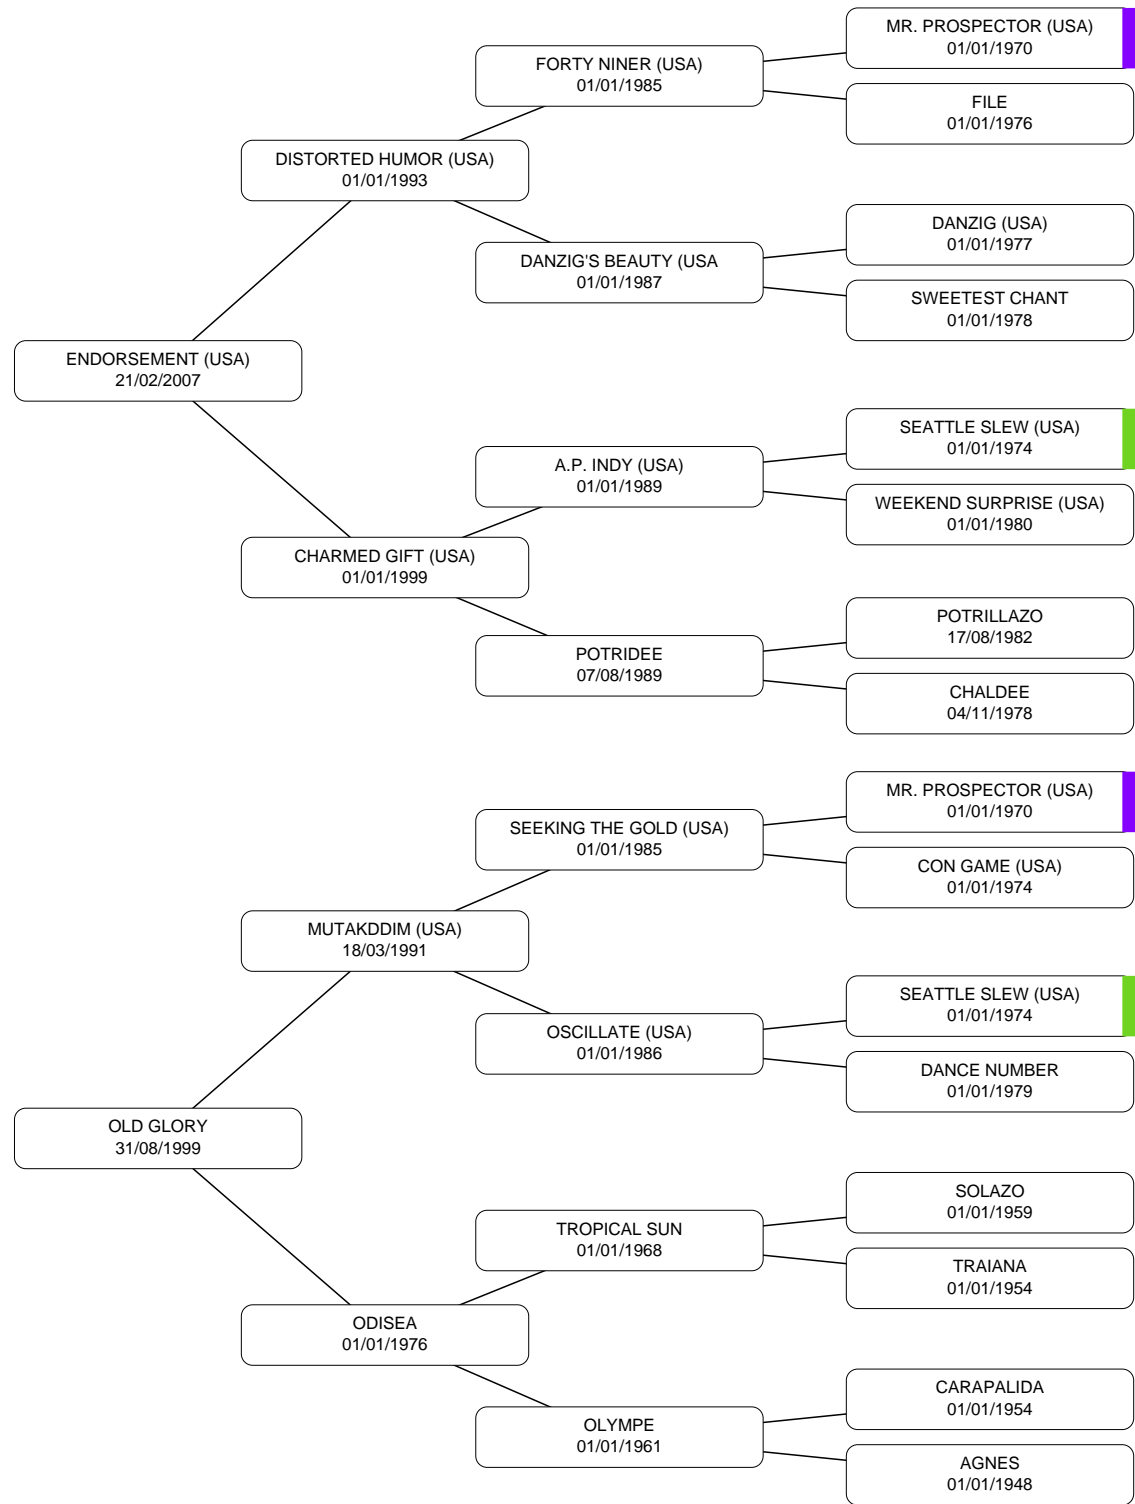 MR. PROSPECTOR (USA)
01/01/1970
FORTY NINER (USA)
01/01/1985
FILE
01/01/1976
DISTORTED HUMOR (USA)
01/01/1993
DANZIG (USA)
01/01/1977
DANZIG'S BEAUTY (USA
01/01/1987
SWEETEST CHANT
01/01/1978
ENDORSEMENT (USA)
21/02/2007
SEATTLE SLEW (USA)
01/01/1974
A.P. INDY (USA)
01/01/1989
WEEKEND SURPRISE (USA)
01/01/1980
CHARMED GIFT (USA)
01/01/1999
POTRILLAZO
17/08/1982
POTRIDEE
07/08/1989
CHALDEE
04/11/1978
MR. PROSPECTOR (USA)
01/01/1970
SEEKING THE GOLD (USA)
01/01/1985
CON GAME (USA)
01/01/1974
MUTAKDDIM (USA)
18/03/1991
SEATTLE SLEW (USA)
01/01/1974
OSCILLATE (USA)
01/01/1986
DANCE NUMBER
01/01/1979
OLD GLORY
31/08/1999
SOLAZO
01/01/1959
TROPICAL SUN
01/01/1968
TRAIANA
01/01/1954
ODISEA
01/01/1976
CARAPALIDA
01/01/1954
OLYMPE
01/01/1961
AGNES
01/01/1948